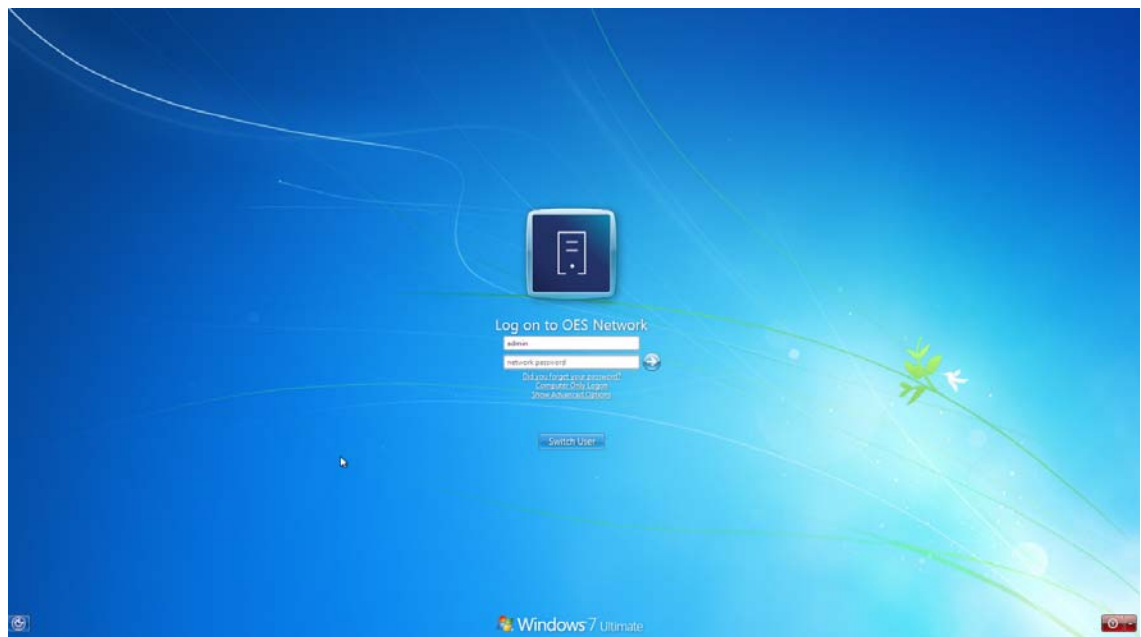 Log on to OES Network
admin
network password
Did you forget your password?
Computer Only Logon
Show Advanced Options
Switch User
Windows 7 Ultimate